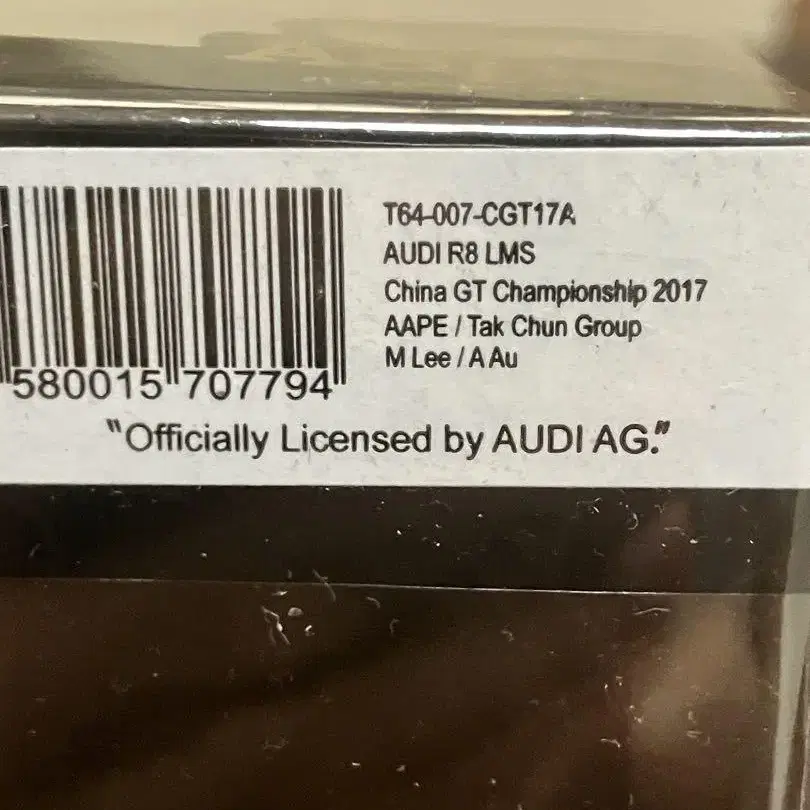 T64-007-CGT17A
AUDI R8 LMS
China GT Championship 2017
AAPE / Tak Chun Group
M Lee / A Au
580015 707794
"Officially Licensed by AUDI AG."